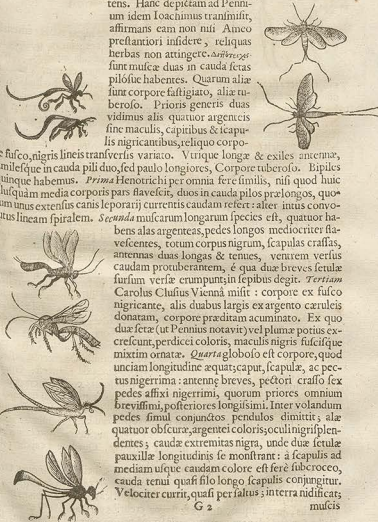 tens. Hanc depictam ad Penni-
um idem Ioachimus transmisit,
affirmans eam non nisi Ameo
prestantiori insidere, reliquas
herbas non attingere.
sunt muscæ duas in cauda setas
pilósue habentes. Quarum aliæ
sunt corpore fastigiato, aliæ tu-
beroso. Prioris generis duas
vidimus alis quatuor argenteis
sine maculis, capitibus & scapu-
lis nigricantibus, reliquo corpo-
fusco, nigris lineis transversis variato. Vtrique longæ & exiles antennæ,
similesque in cauda pili duo, sed paulo longiores, Corpore tuberoso. Bipiles
quinque habemus. Prima Henotrichi per omnia fere similis, nisi quod huic
plusquàm media corporis pars flavescit, duos in cauda pilos prælongos, quo-
um unus extensus canis leporarij currentis caudam refert: alter intus convo-
utus lineam spiralem. Secunda muscarum longarum species est, quatuor ha-
bens alas argenteas, pedes longos mediocriter fla-
vescentes, totum corpus nigrum, scapulas crassas,
antennas duas longas & tenues, ventrem versus
caudam protuberantem, é qua duæ breves setulæ
sursum versæ erumpunt; in sepibus degit. Tertiam
Carolus Clusius Viennâ misit: corpore ex fusco
nigricante, alis duabus largis ex argento cæruleis
donatam, corpore præditam acuminato. Ex quo
duæ setæ (ut Pennius notavit) vel plumæ potius ex-
crescunt, perdicei coloris, maculis nigris fuscisque
mixtim ornatæ. Quarta globoso est corpore, quod
unciam longitudine æquat; caput, scapulæ, ac pec-
tus nigerrima: antennę breves, pectori crasso sex
pedes affixi nigerrimi, quorum priores omnium
brevissimi, posteriores longissimi. Inter volandum
pedes simul conjunctos pendulos dimittit; alæ
quatuor obscuræ, argentei coloris; oculi nigri splen-
dentes; caudæ extremitas nigra, unde duæ setulæ
pauxillæ longitudinis se monstrant: à scapulis ad
mediam usque caudam colore est ferè subcroceo,
cauda tenui quasi filo longo scapulis conjungitur.
Velociter currit, quasi per saltus; in terra nidificat;
G 2 muscis